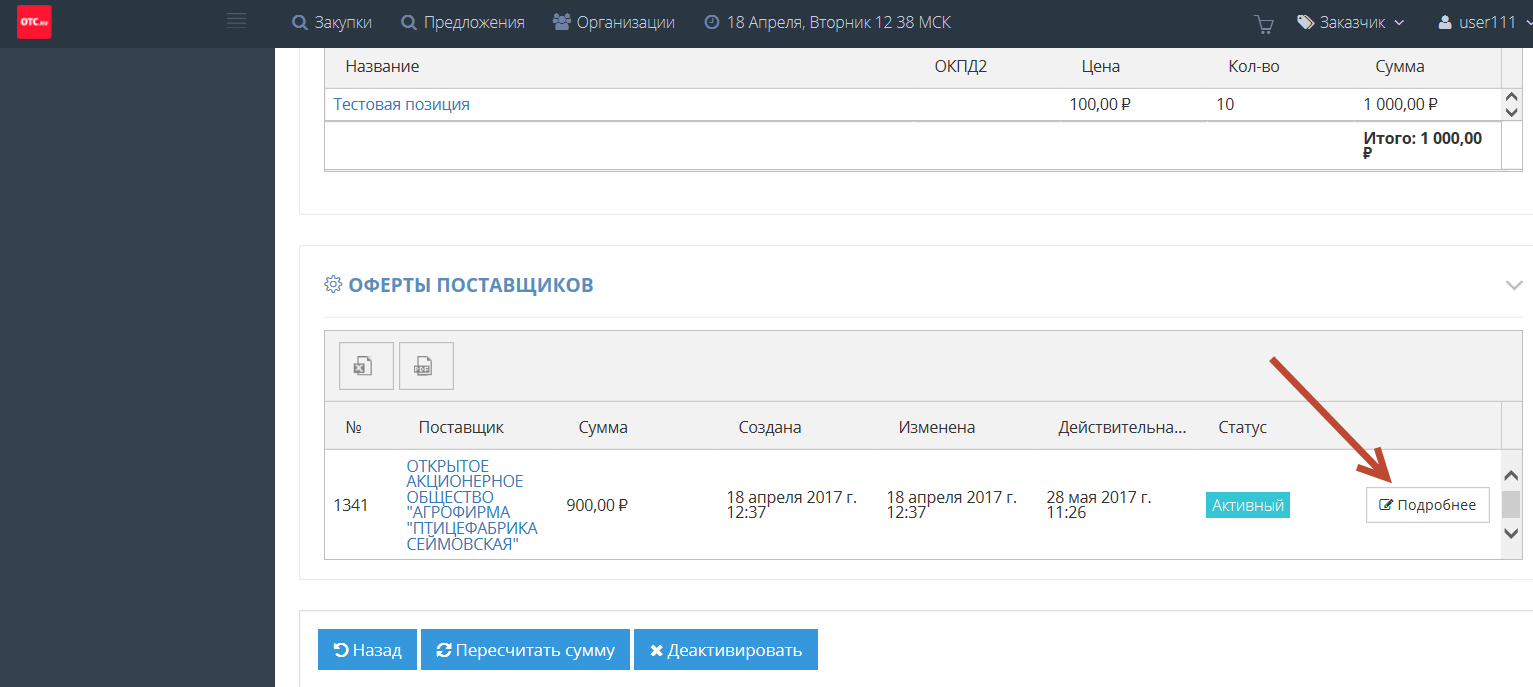 ОТС.RU
Закупки
Предложения
Организации
18 Апреля, Вторник 12 38 МСК
Заказчик
user111
Название
ОКПД2
Цена
Кол-во
Сумма
Тестовая позиция
100,00 ₽
10
1 000,00 ₽
Итого: 1 000,00
₽
ОФЕРТЫ ПОСТАВЩИКОВ
PDF
№
Поставщик
Сумма
Создана
Изменена
Действительна...
Статус
1341
ОТКРЫТОЕ
АКЦИОНЕРНОЕ
ОБЩЕСТВО
"АГРОФИРМА
"ПТИЦЕФАБРИКА
СЕЙМОВСКАЯ"
900,00 ₽
18 апреля 2017 г.
12:37
18 апреля 2017 г.
12:37
28 мая 2017 г.
11:26
Активный
Подробнее
Назад
Пересчитать сумму
Деактивировать